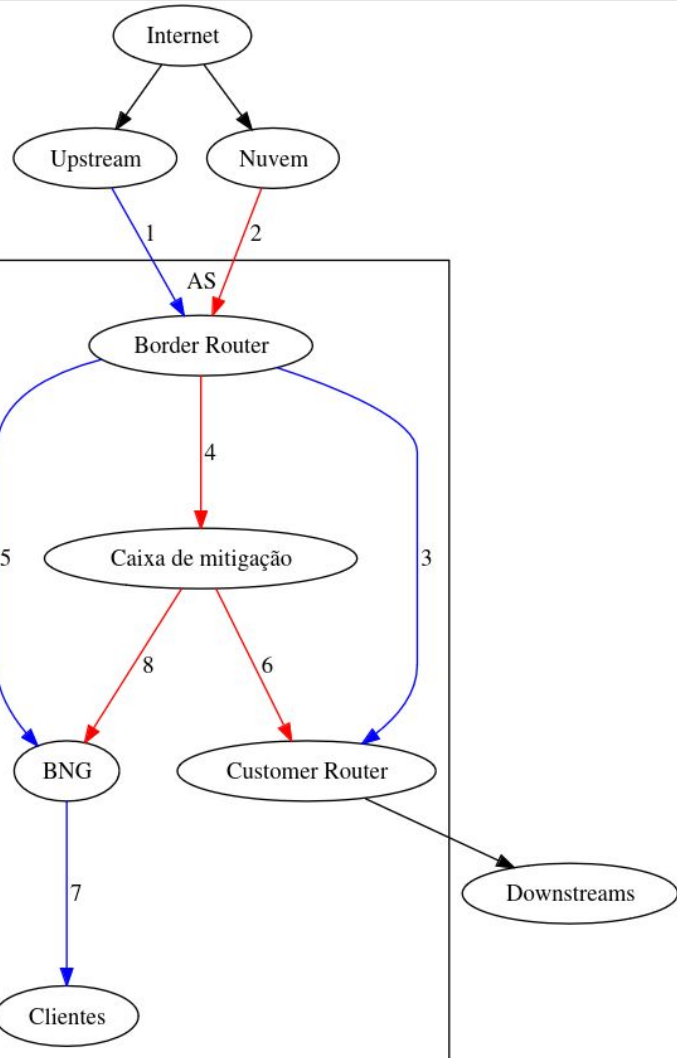 Internet
Upstream
Nuvem
1
2
AS
Border Router
4
5
Caixa de mitigação
3
8
6
BNG
Customer Router
7
Downstreams
Clientes